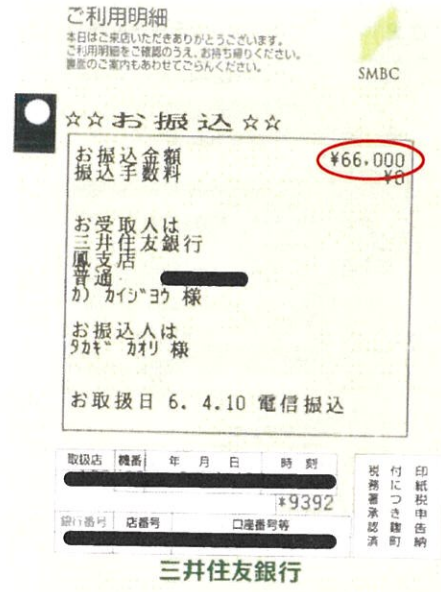 ご利用明細
本日はご来店いただきありがとうございます。
ご利用明細をご確認のうえ、お持ち帰りください。
裏面のご案内もあわせてごらんください。
SMBC
☆☆お振込☆☆
お振込金額 ¥66,000
振込手数料 ¥0
お受取人は
三井住友銀行
鳳支店
普通
カ) カイジヨウ 様
お振込人は
タカギ カオリ 様
お取扱日 6. 4.10 電信振込
取扱店 機番 年 月 日 時 刻
*9392
銀行番号 店番号 口座番号等
印紙税申告納
付につき麹町
税務署承認済
三井住友銀行